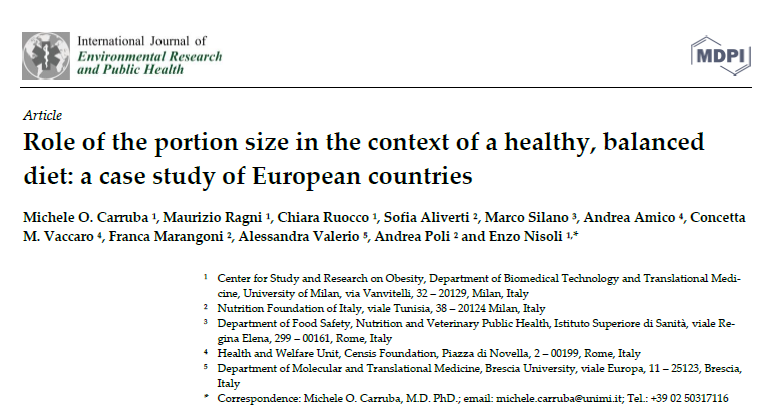 International Journal of
Environmental Research
and Public Health
MDPI
Article
Role of the portion size in the context of a healthy, balanced
diet: a case study of European countries
Michele O. Carruba ¹, Maurizio Ragni ¹, Chiara Ruocco ¹, Sofia Aliverti ², Marco Silano ³, Andrea Amico ⁴, Concetta
M. Vaccaro ⁴, Franca Marangoni ², Alessandra Valerio ⁵, Andrea Poli ² and Enzo Nisoli ¹,*
¹ Center for Study and Research on Obesity, Department of Biomedical Technology and Translational Medi-
cine, University of Milan, via Vanvitelli, 32 – 20129, Milan, Italy
² Nutrition Foundation of Italy, viale Tunisia, 38 – 20124 Milan, Italy
³ Department of Food Safety, Nutrition and Veterinary Public Health, Istituto Superiore di Sanità, viale Re-
gina Elena, 299 – 00161, Rome, Italy
⁴ Health and Welfare Unit, Censis Foundation, Piazza di Novella, 2 – 00199, Rome, Italy
⁵ Department of Molecular and Translational Medicine, Brescia University, viale Europa, 11 – 25123, Brescia,
Italy
* Correspondence: Michele O. Carruba, M.D. PhD.; email: michele.carruba@unimi.it; Tel.: +39 02 50317116